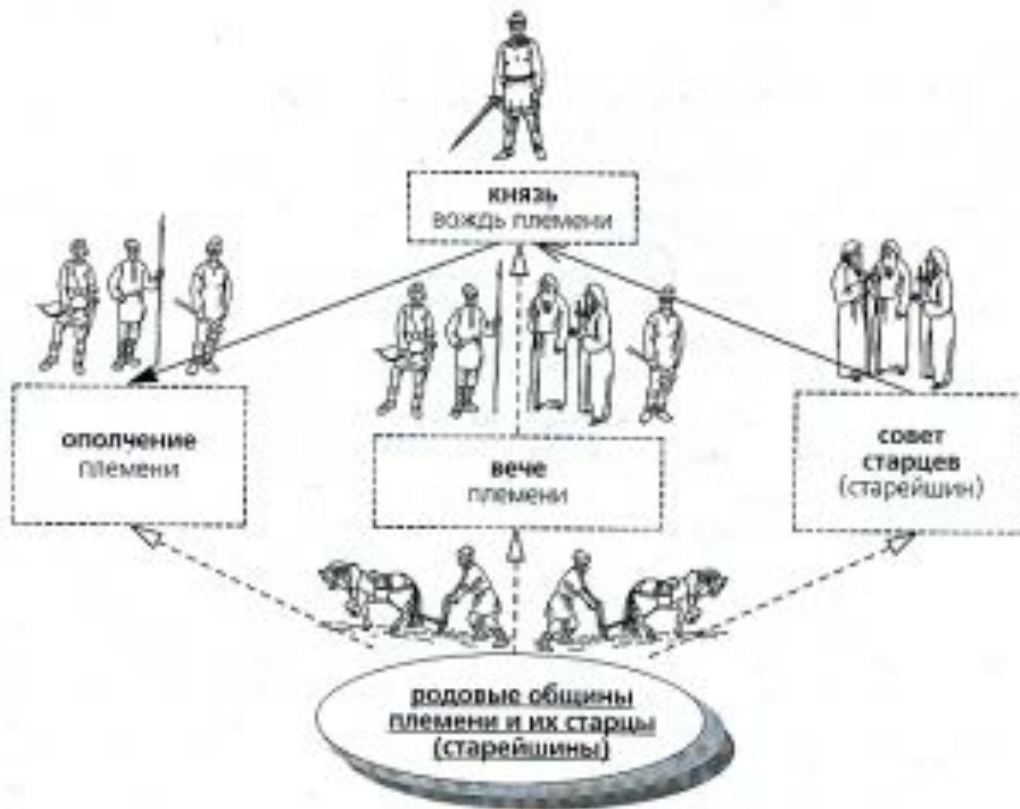 князь
вождь племени
ополчение
племени
вече
племени
совет
старцев
(старейшин)
родовые общины
племени и их старцы
(старейшины)